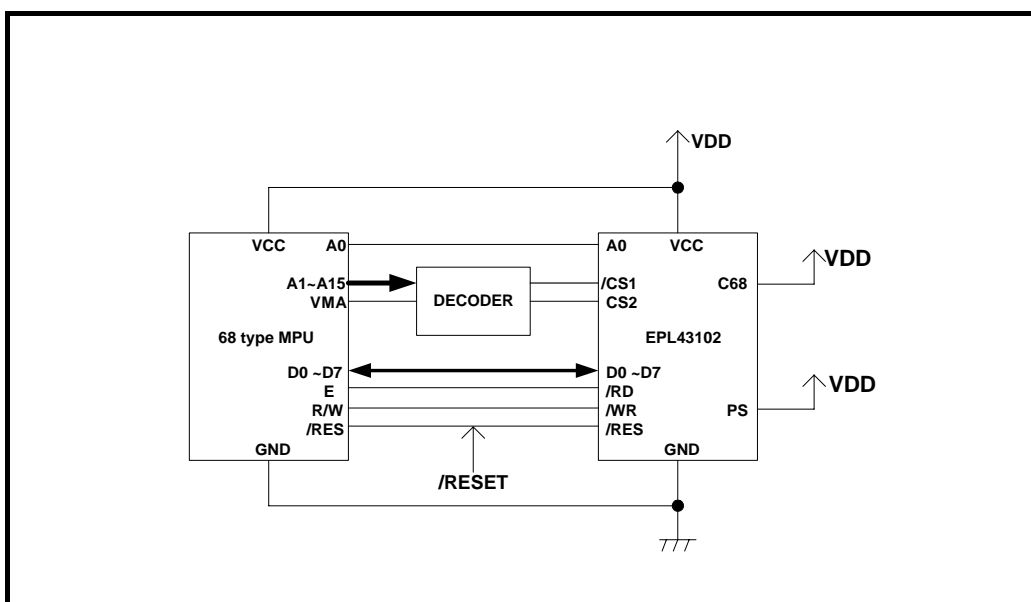 VDD
VCC A0 A0 VCC
VDD
A1~A15 /CS1 C68
VMA DECODER CS2
68 type MPU EPL43102
D0 ~D7 D0 ~D7 VDD
E /RD
R/W /WR PS
/RES /RES
GND GND
/RESET